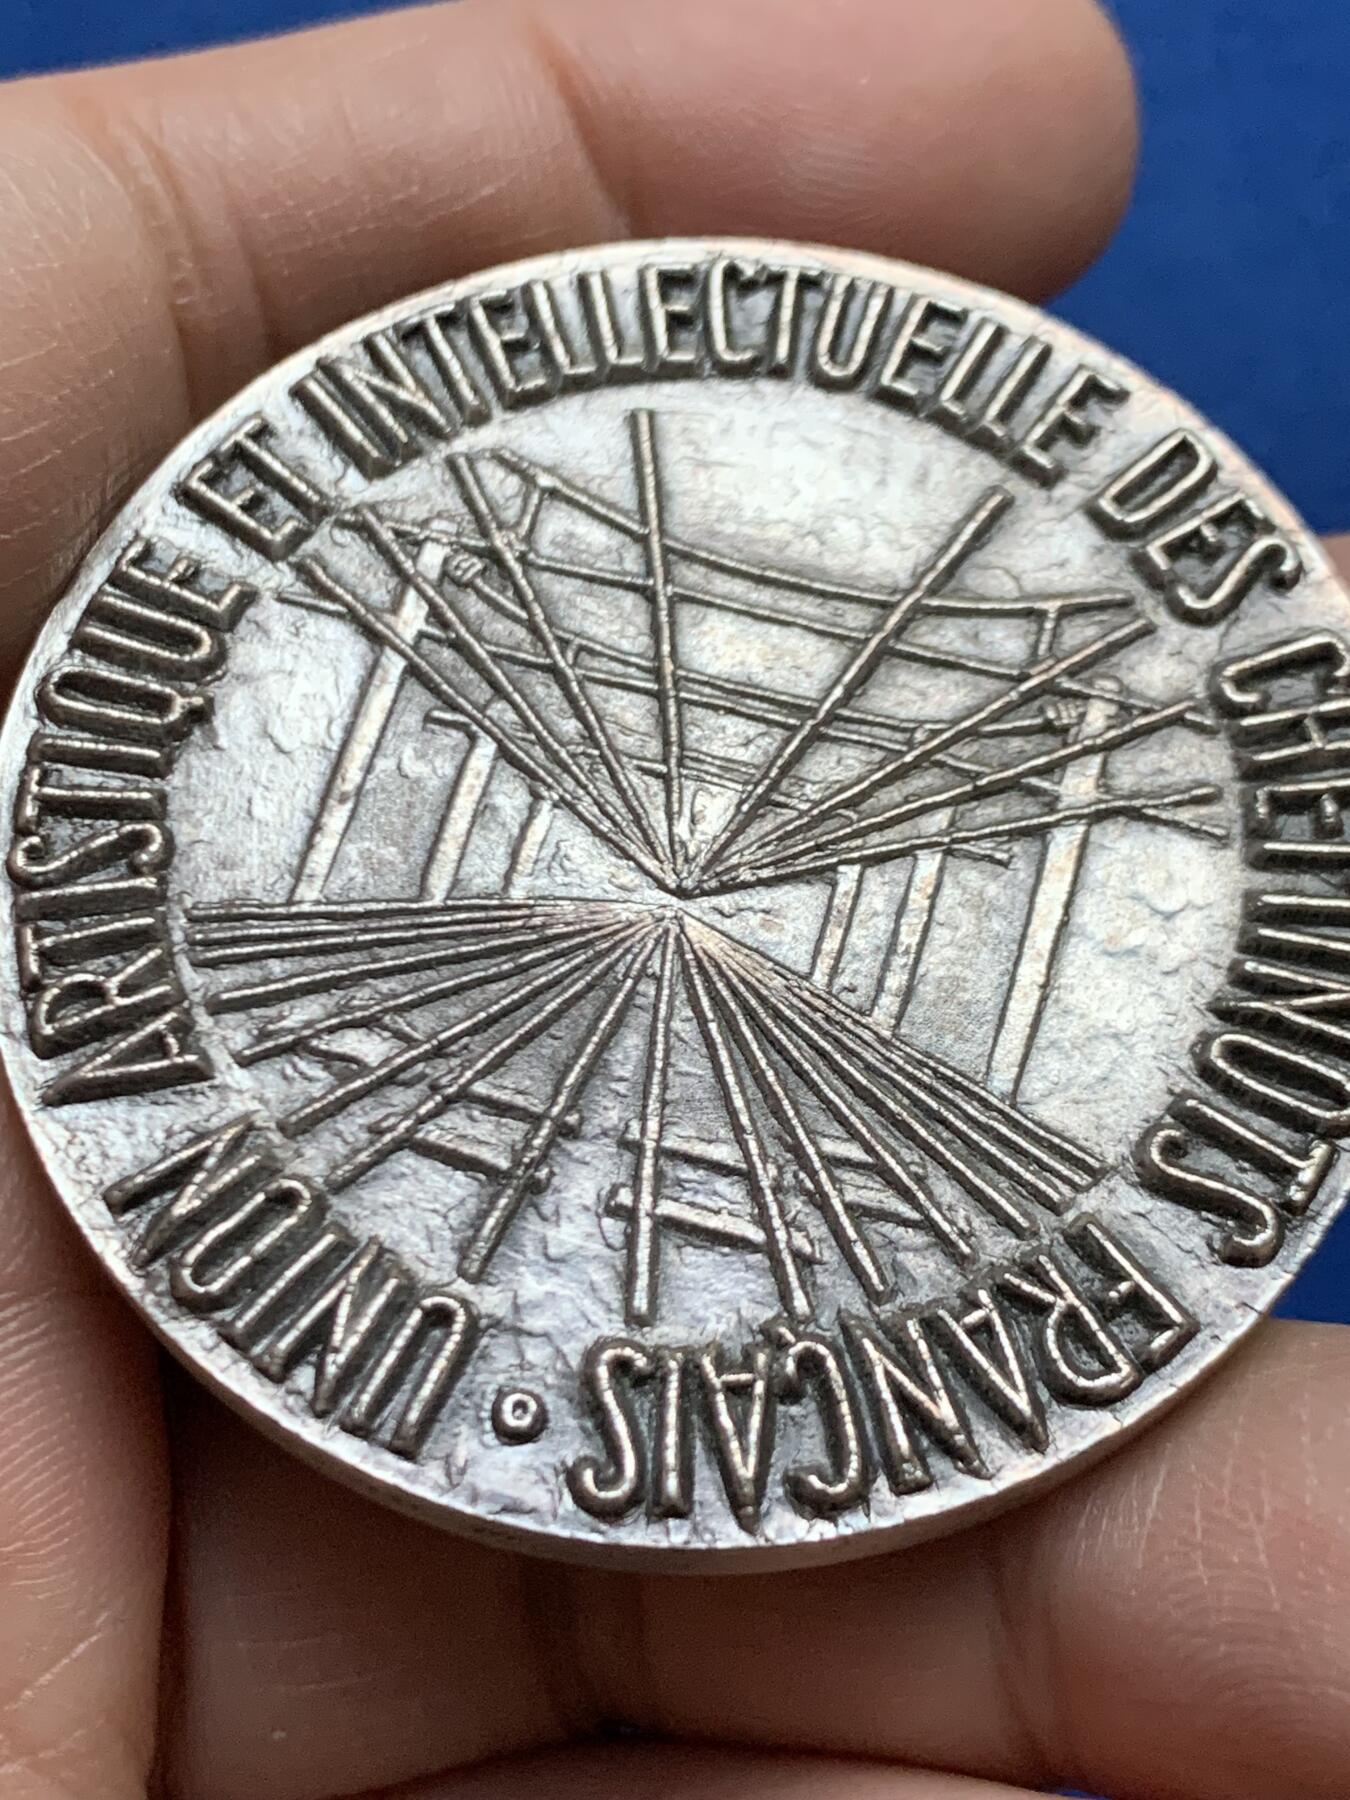 UNION ARTISTIQUE ET INTELLECTUELLE DES CHEMINOTS FRANÇAIS